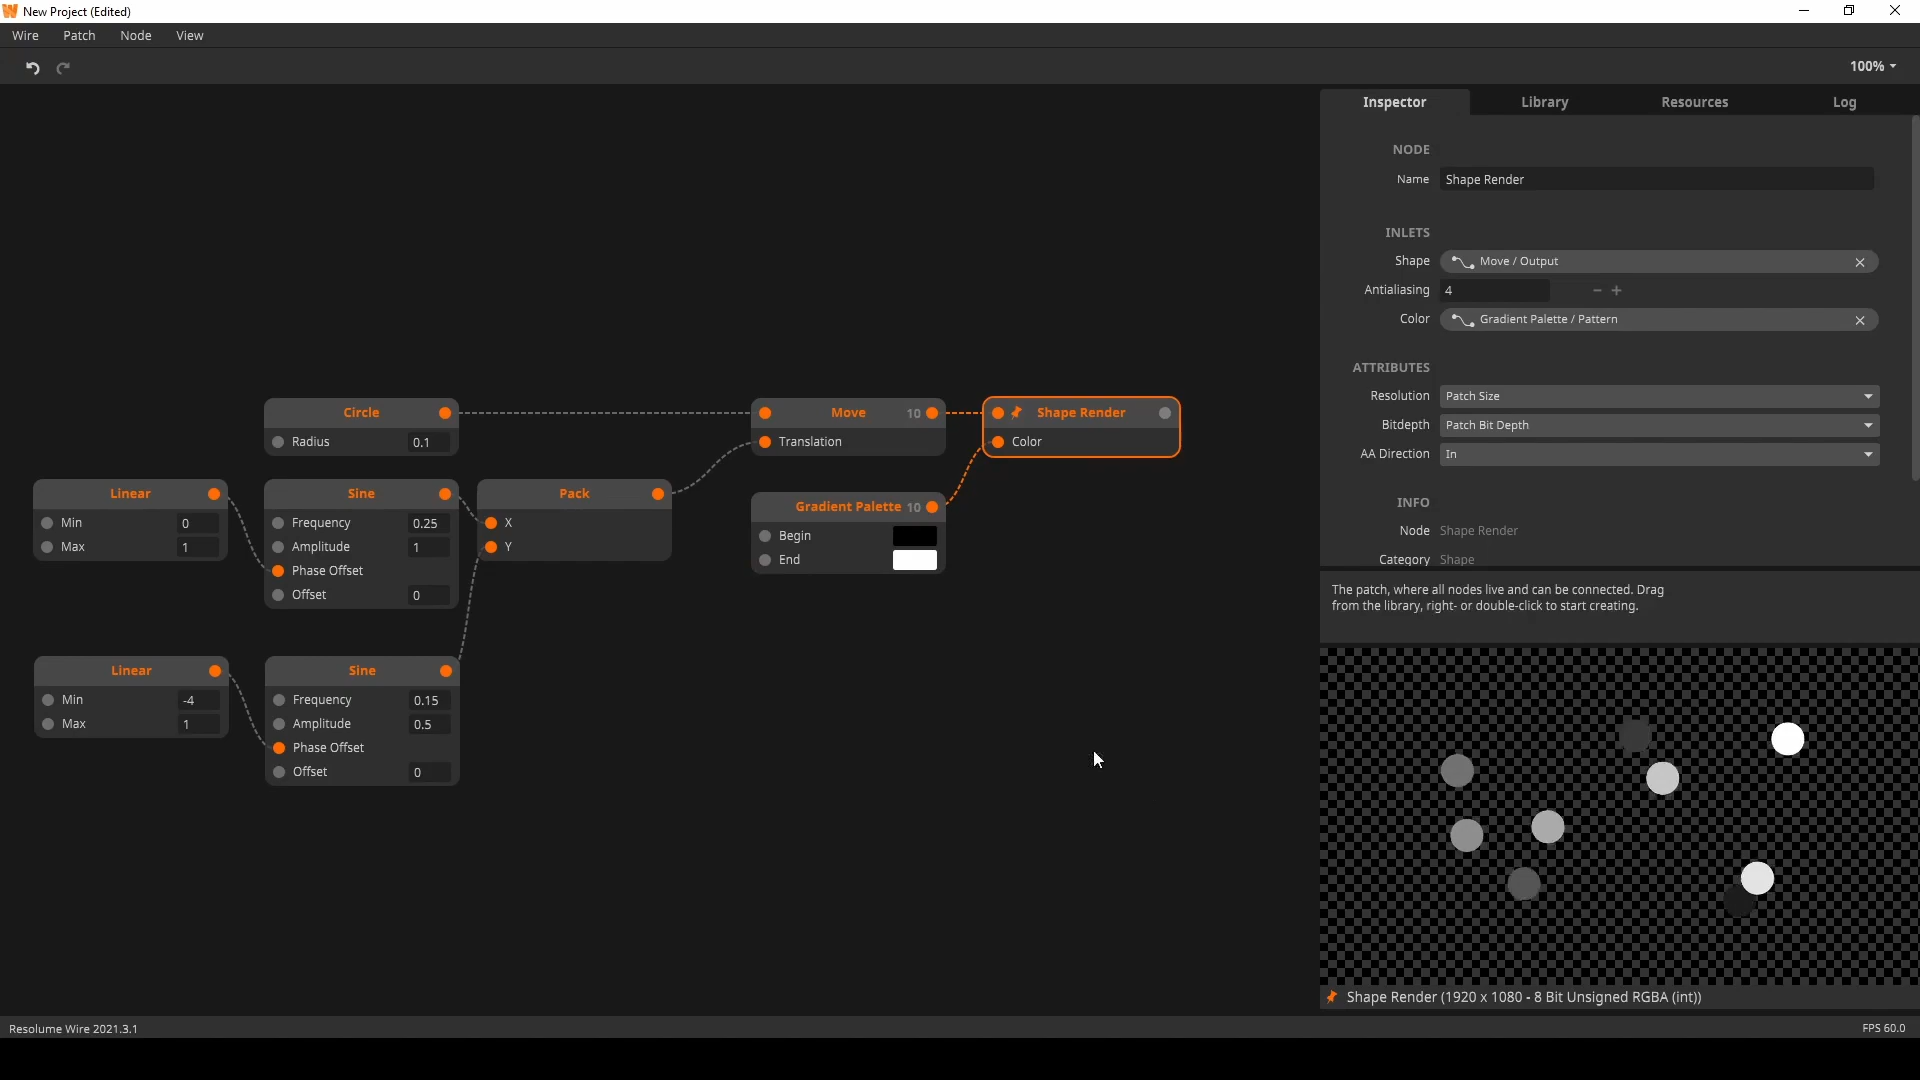 New Project (Edited)
Wire Patch Node View
100%
Inspector Library Resources Log
NODE
Name Shape Render
INLETS
Shape Move / Output
Antialiasing 4 − +
Color Gradient Palette / Pattern
ATTRIBUTES
Resolution Patch Size
Bitdepth Patch Bit Depth
AA Direction In
INFO
Node Shape Render
Category Shape
The patch, where all nodes live and can be connected. Drag
from the library, right- or double-click to start creating.
Circle
Radius 0.1
Move 10
Translation
Shape Render
Color
Linear
Min 0
Max 1
Sine
Frequency 0.25
Amplitude 1
Phase Offset
Offset 0
Pack
X
Y
Gradient Palette 10
Begin
End
Linear
Min -4
Max 1
Sine
Frequency 0.15
Amplitude 0.5
Phase Offset
Offset 0
Shape Render (1920 x 1080 - 8 Bit Unsigned RGBA (int))
Resolume Wire 2021.3.1
FPS 60.0